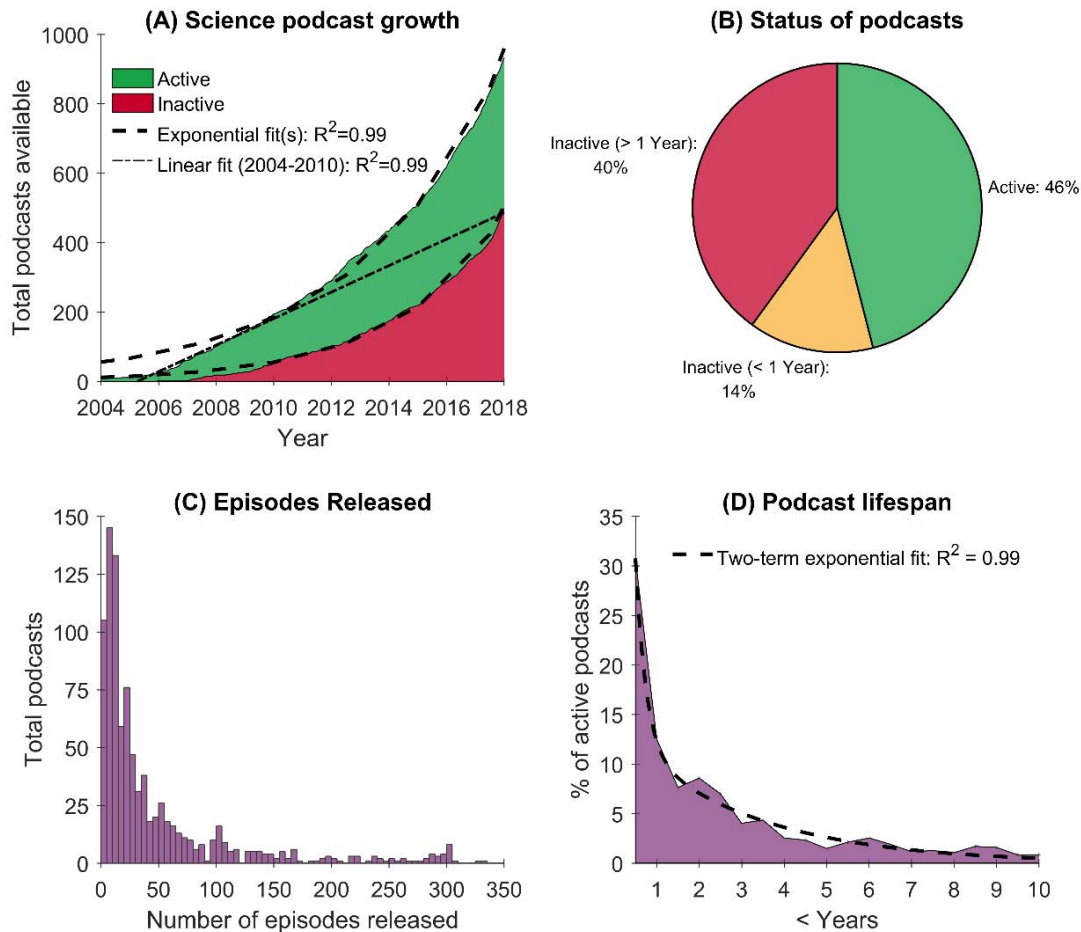 (A) Science podcast growth
1000
800
600
400
200
0
Total podcasts available
Active
Inactive
Exponential fit(s): R²=0.99
Linear fit (2004-2010): R²=0.99
2004 2006 2008 2010 2012 2014 2016 2018
Year
(B) Status of podcasts
Inactive (> 1 Year):
40%
Active: 46%
Inactive (< 1 Year):
14%
(C) Episodes Released
150
125
100
75
50
25
0
Total podcasts
0 50 100 150 200 250 300 350
Number of episodes released
(D) Podcast lifespan
35
30
25
20
15
10
5
0
% of active podcasts
Two-term exponential fit: R² = 0.99
1 2 3 4 5 6 7 8 9 10
< Years